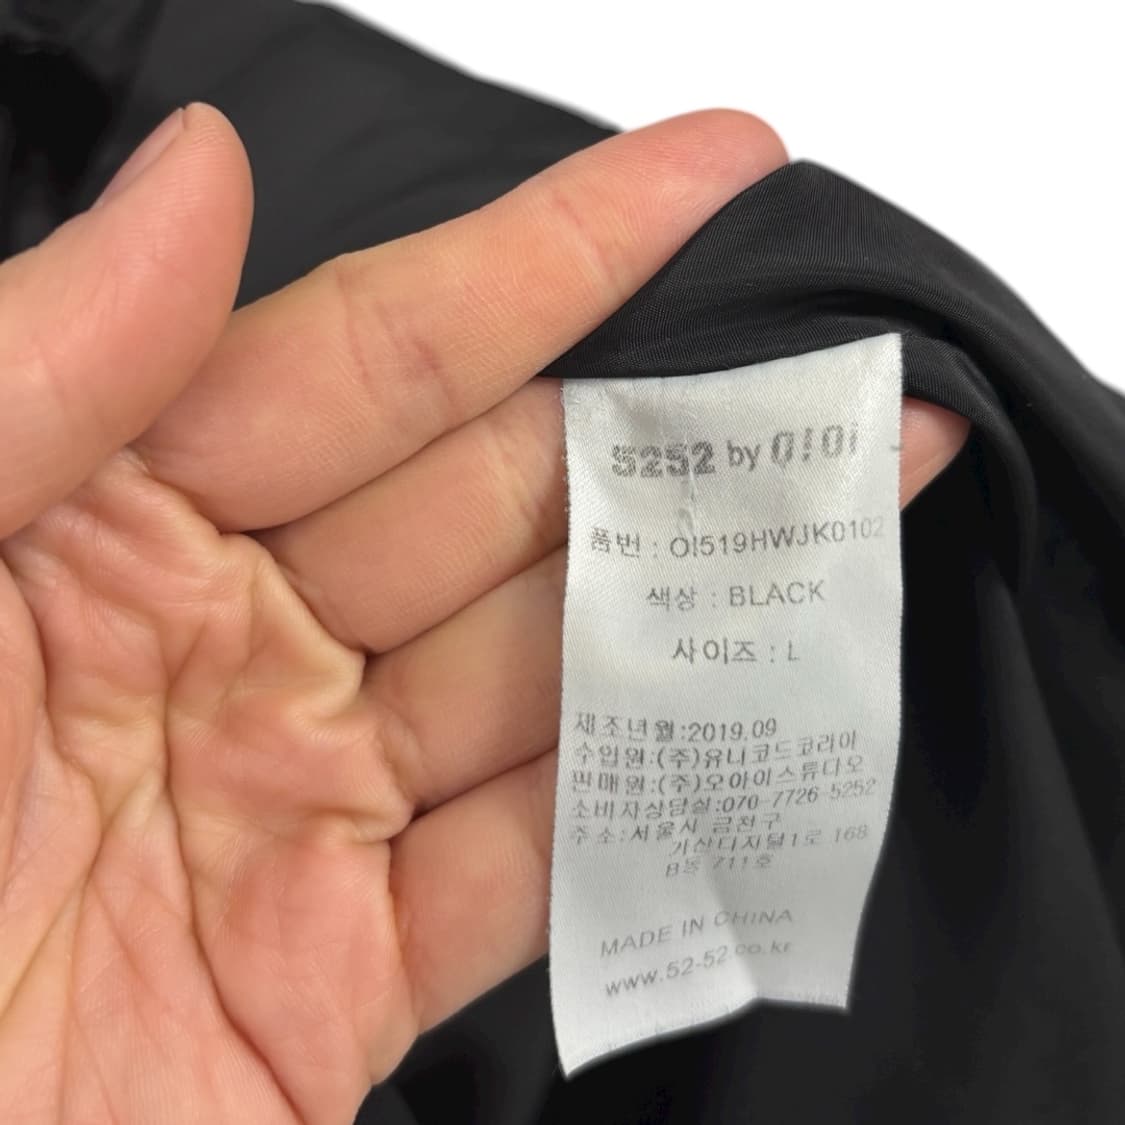 5252 by O!Oi
품번 : OI519HWJK0102
색상 : BLACK
사이즈 : L
제조년월:2019.09
수입원:(주)유니코드코리아
판매원:(주)오아이스튜디오
소비자상담실:070-7726-5252
주소:서울시 금천구
가산디지털1로 168
B동 711호
MADE IN CHINA
www.52-52.co.kr